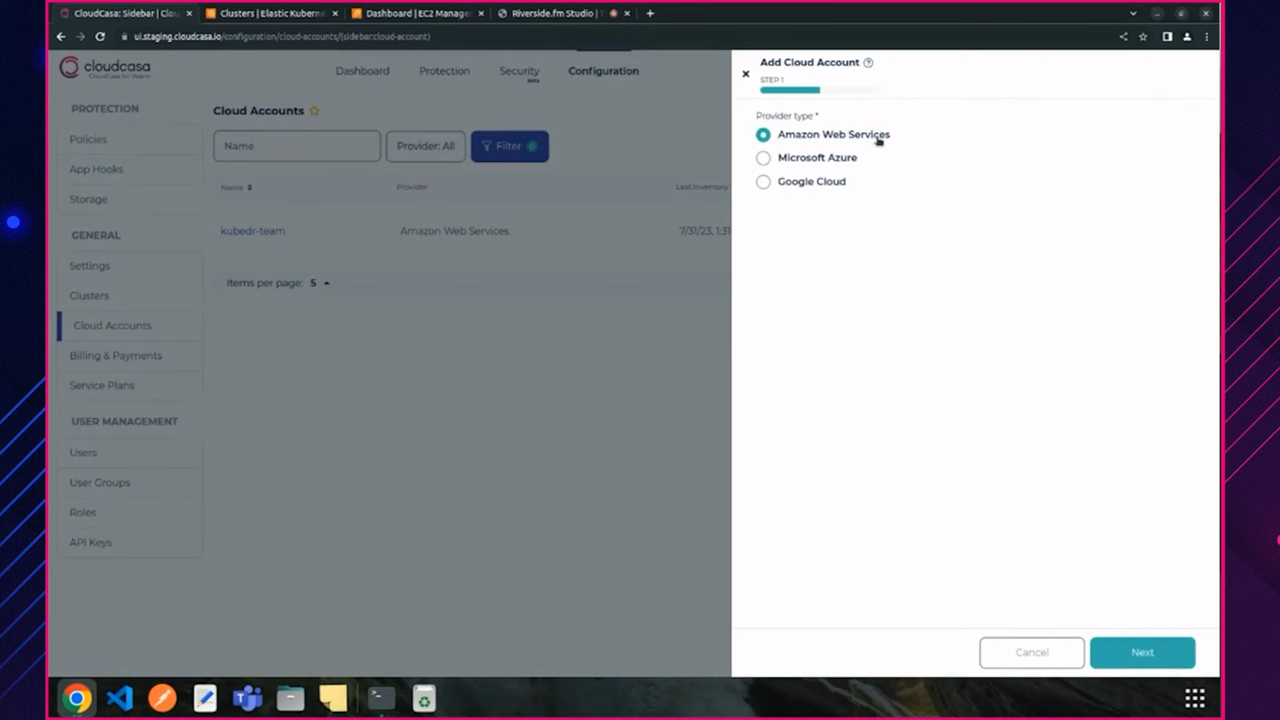 CloudCasa: Sidebar | Clou
Clusters | Elastic Kuberne
Dashboard | EC2 Manage
Riverside.fm Studio |
ui.staging.cloudcasa.io/configuration/cloud-accounts/(sidebar:cloud-account)
cloudcasa
CloudCasa for Velero
Dashboard
Protection
Security
Beta
Configuration
PROTECTION
Policies
App Hooks
Storage
GENERAL
Settings
Clusters
Cloud Accounts
Billing & Payments
Service Plans
USER MANAGEMENT
Users
User Groups
Roles
API Keys
Cloud Accounts
Name
Provider: All
Filter 0
Name Provider Last Inventory
kubedr-team Amazon Web Services 7/31/23, 1:31
Items per page: 5
Add Cloud Account
STEP 1
Provider type *
Amazon Web Services
Microsoft Azure
Google Cloud
Cancel
Next